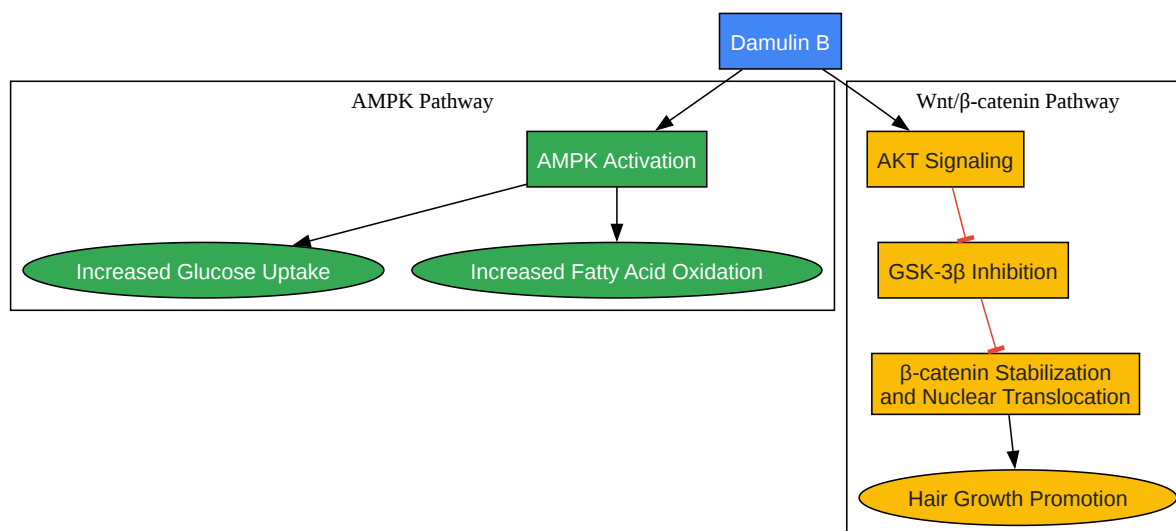 Damulin B
AMPK Pathway
Wnt/β-catenin Pathway
AMPK Activation
AKT Signaling
Increased Glucose Uptake
Increased Fatty Acid Oxidation
GSK-3β Inhibition
β-catenin Stabilization
and Nuclear Translocation
Hair Growth Promotion